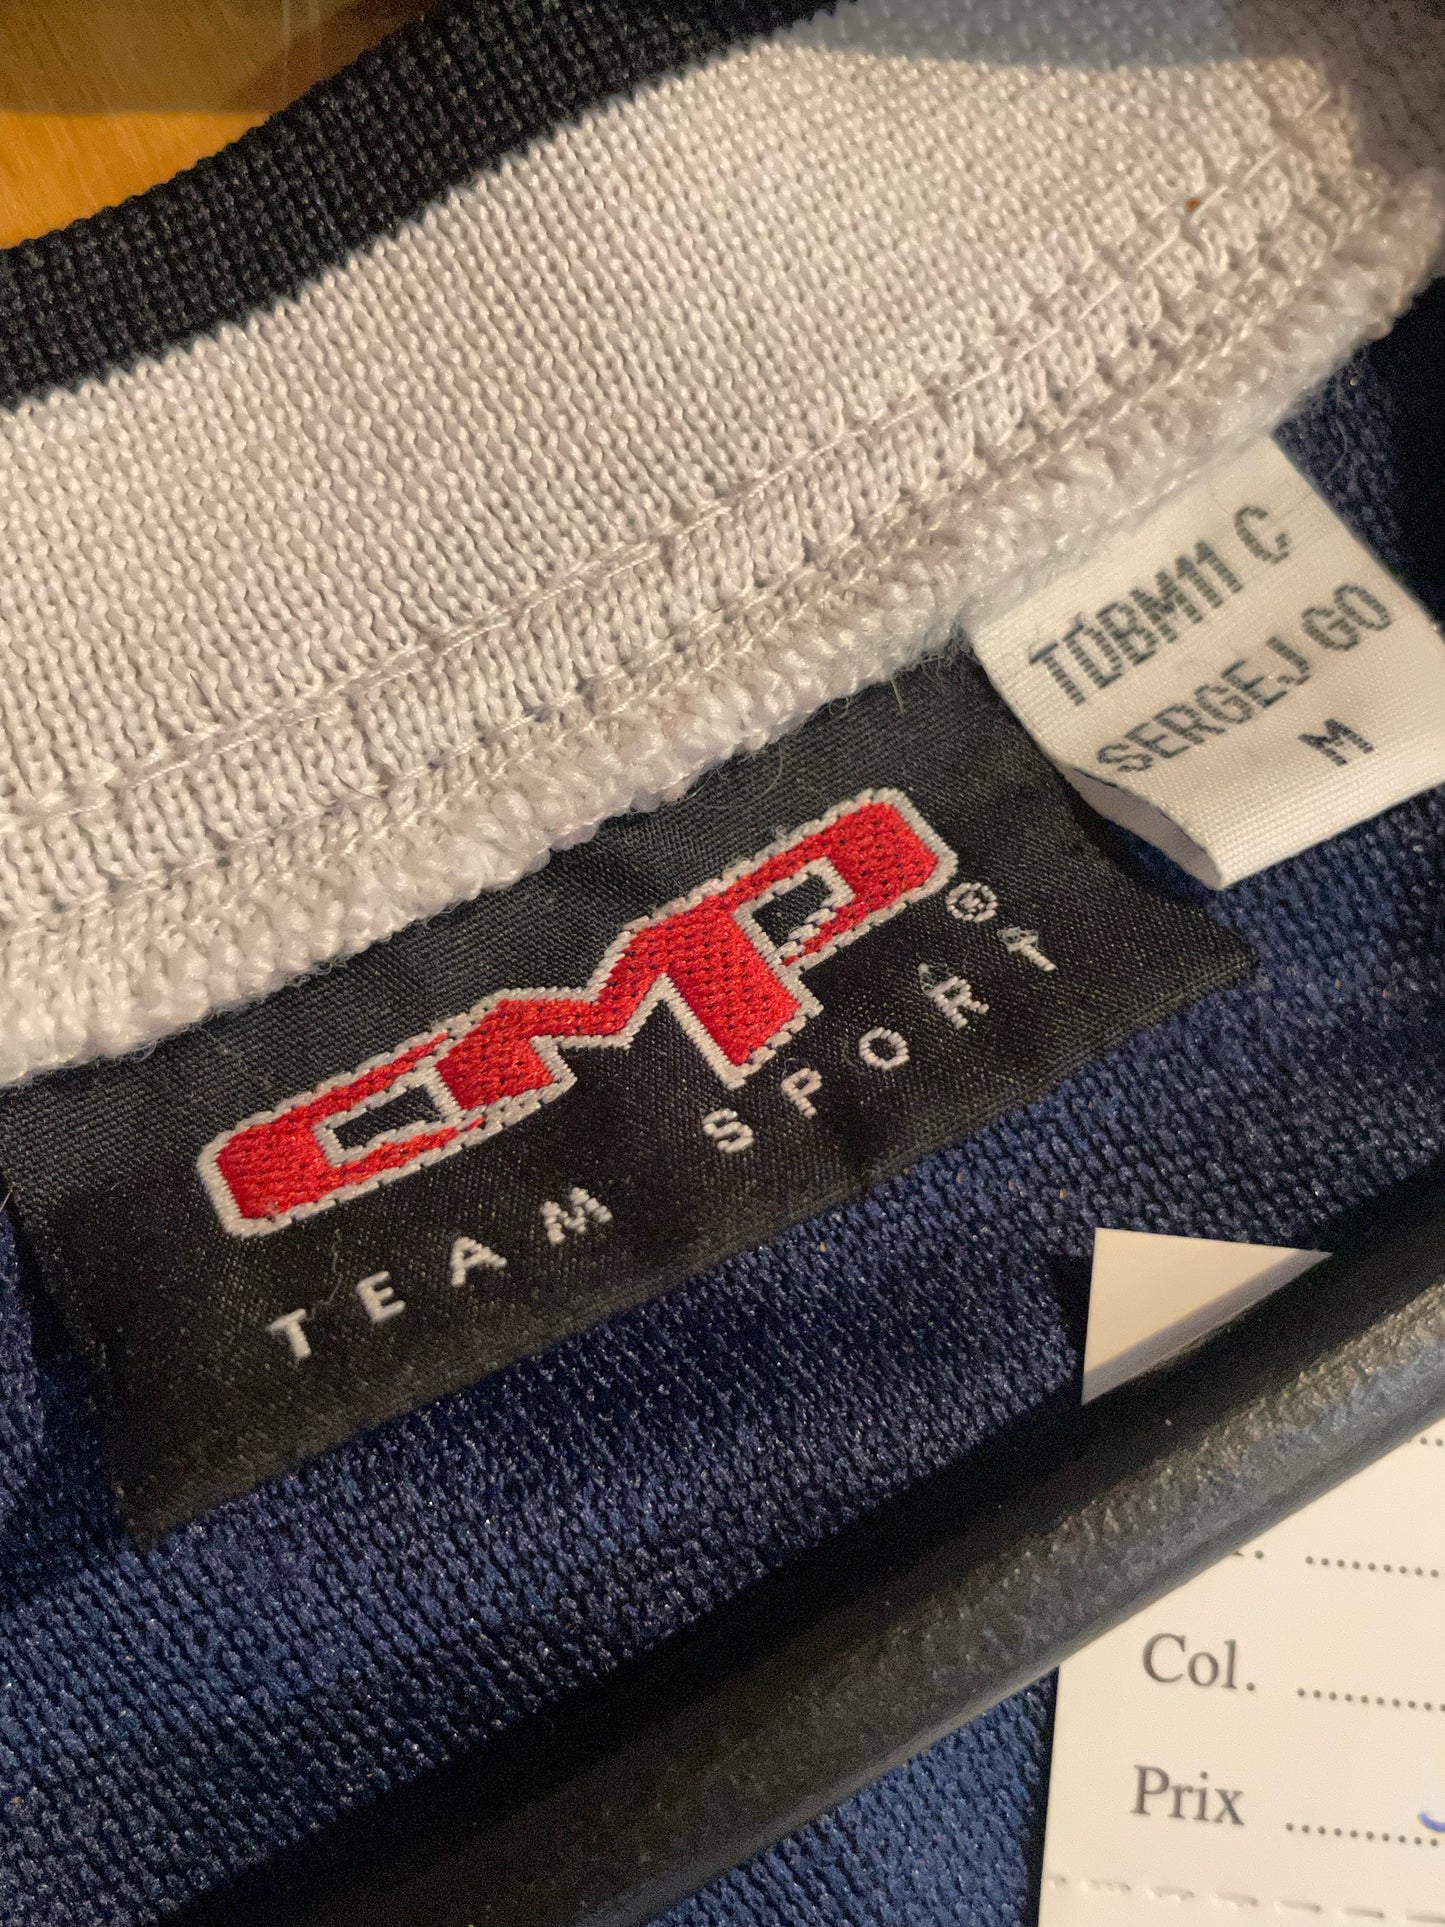 TDBM11 C
SERGEJ GO
M
CMP®
TEAM SPORT
Col. ..........
Prix ..........